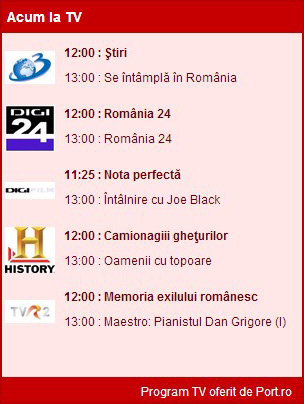 Acum la TV
12:00 : Ştiri
3
13:00 : Se întâmplă în România
DIGI
24
12:00 : România 24
13:00 : România 24
11:25 : Nota perfectă
DIGI FILM
13:00 : Întâlnire cu Joe Black
12:00 : Camionagiii gheţurilor
H
HISTORY
13:00 : Oamenii cu topoare
12:00 : Memoria exilului românesc
TVR2
13:00 : Maestro: Pianistul Dan Grigore (I)
Program TV oferit de Port.ro